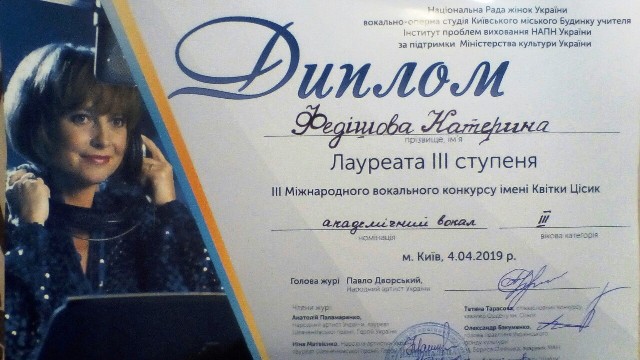 Національна Рада жінок України
вокально-оперна студія Київського міського Будинку учителя
Інститут проблем виховання НАПН України
за підтримки Міністерства культури України
Диплом
Федішова Катерина
прізвище, ім'я
Лауреата III ступеня
III Міжнародного вокального конкурсу імені Квітки Цісик
академічний вокал III
номінація вікова категорія
м. Київ, 4.04.2019 р.
Голова журі Павло Дворський,
Народний артист України
Члени журі:
Анатолій Паламаренко,
Тетяна Тарасова,
Олександр Бакуменко,